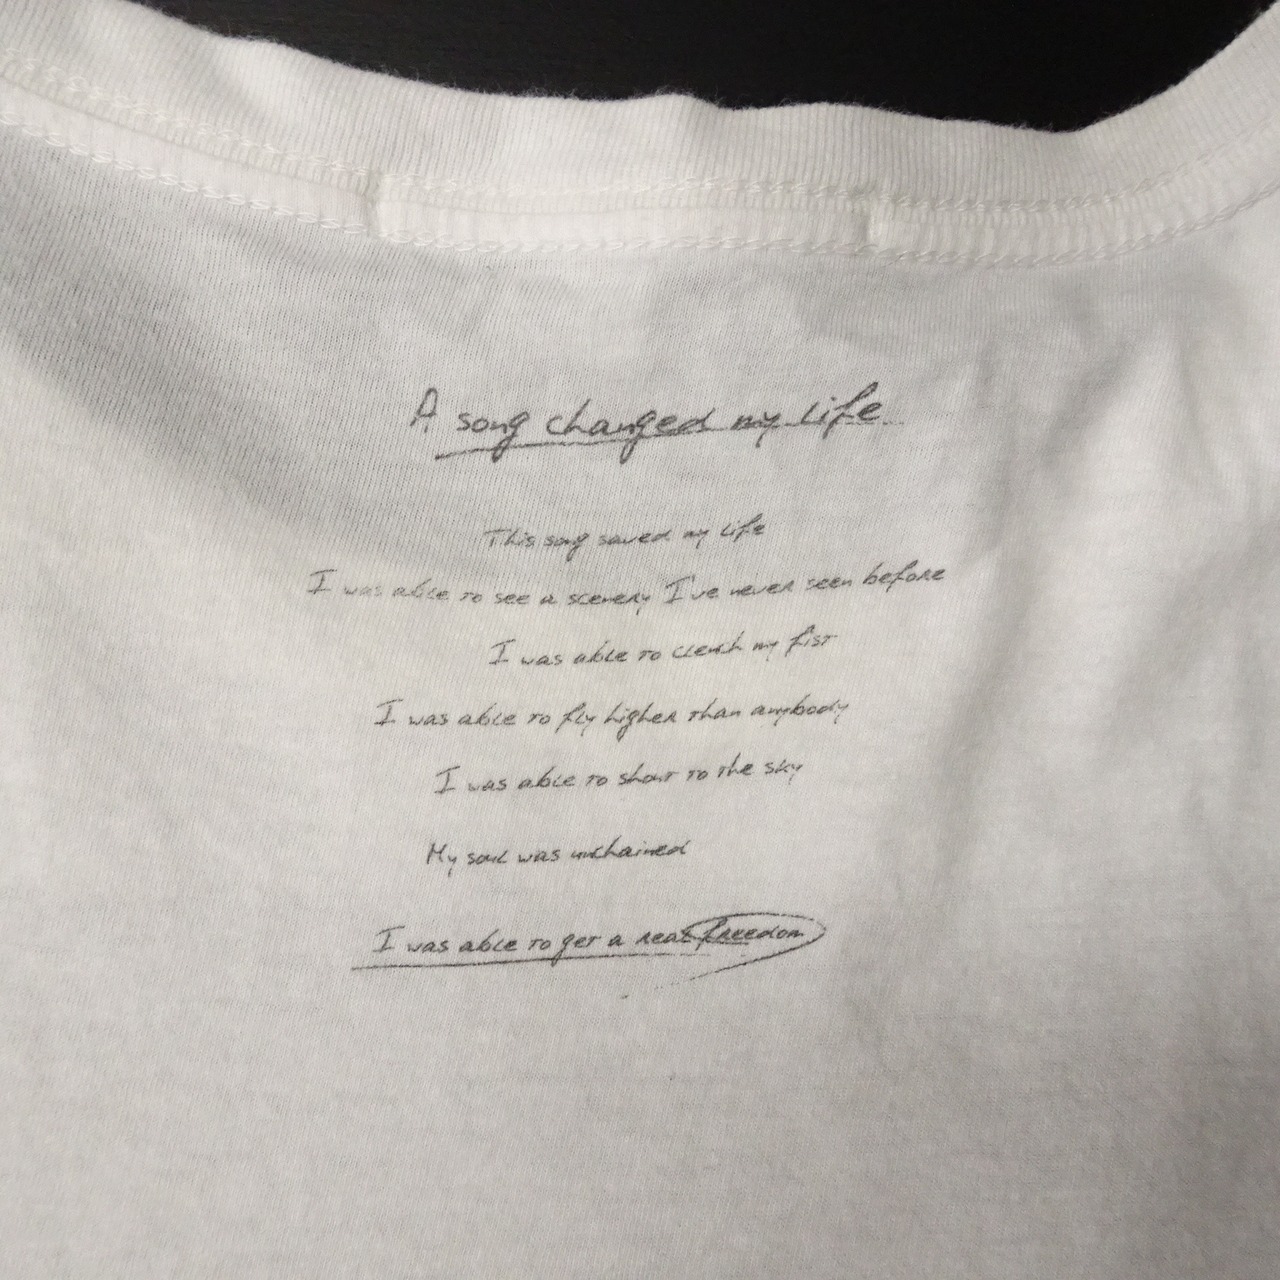 A song changed my life
This song saved my life
I was able to see a scenery I've never seen before
I was able to clench my fist
I was able to fly higher than anybody
I was able to shout to the sky
My soul was unchained
I was able to get a real freedom